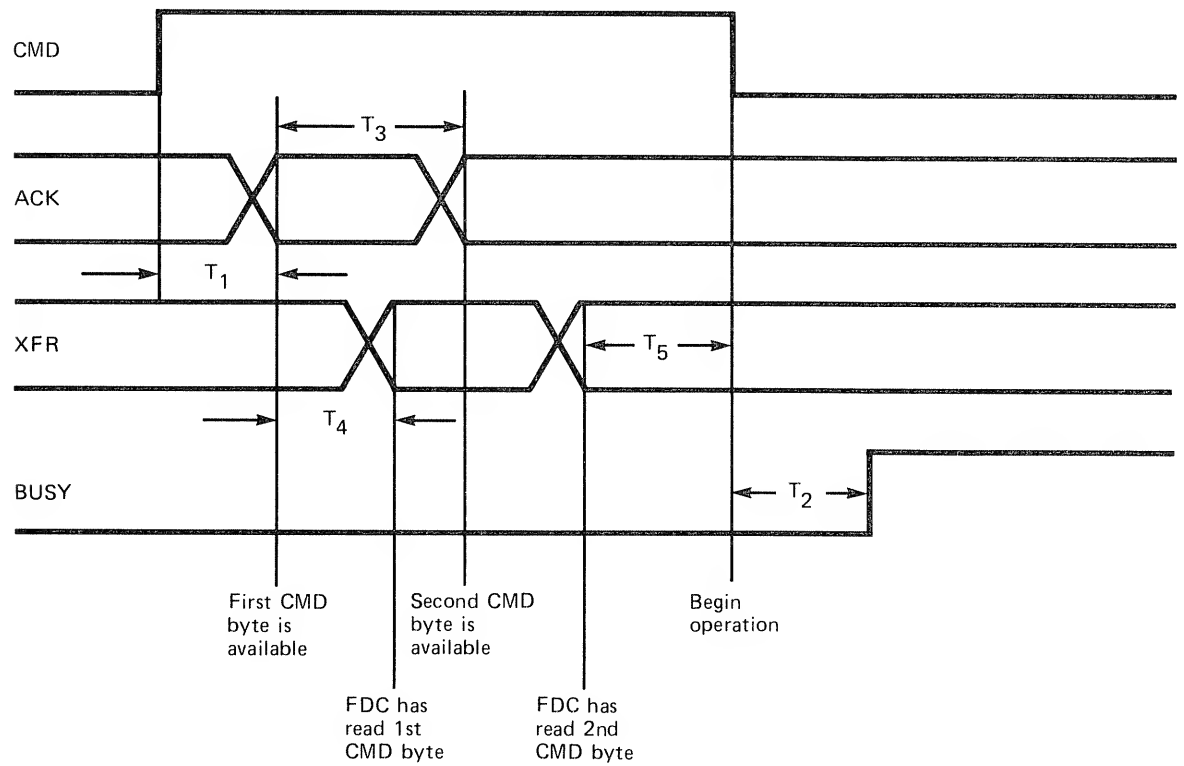 CMD
T3
ACK
T1
XFR
T5
T4
BUSY
T2
First CMD
byte is
available
Second CMD
byte is
available
Begin
operation
FDC has
read 1st
CMD byte
FDC has
read 2nd
CMD byte